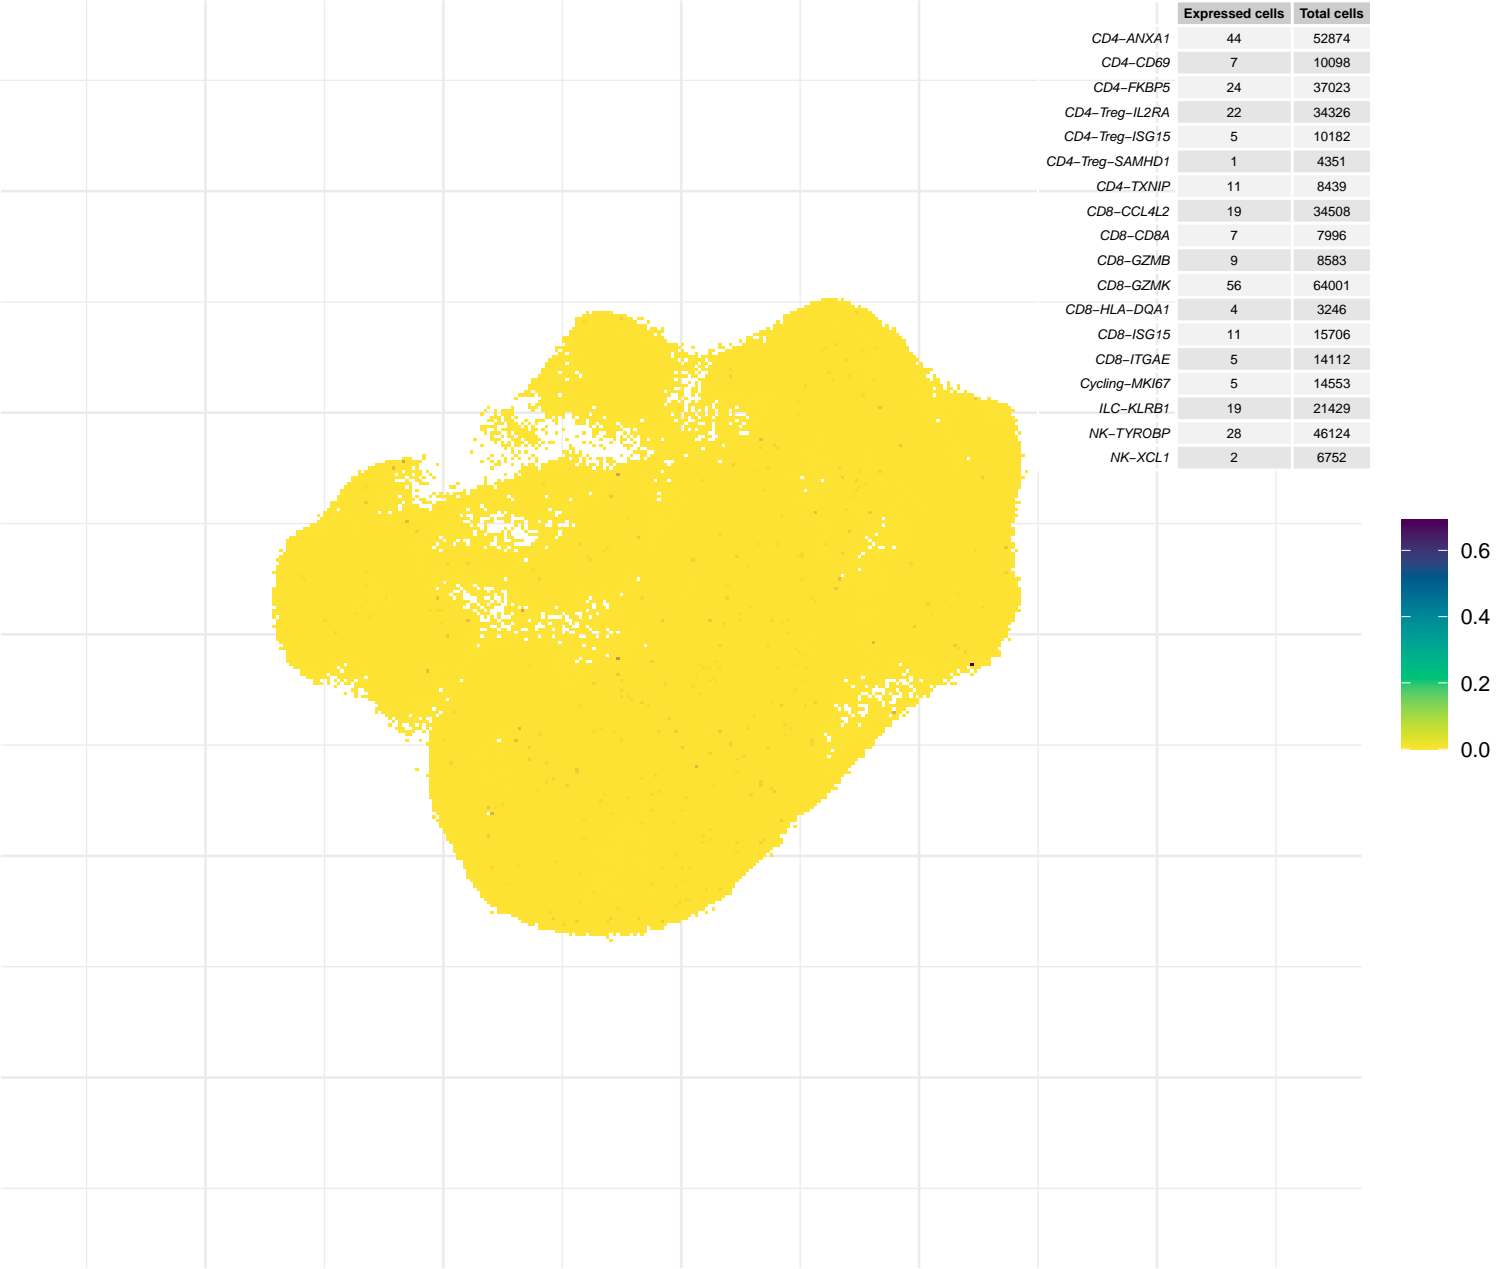 Expressed cells Total cells
CD4−ANXA1 44 52874
CD4−CD69 7 10098
CD4−FKBP5 24 37023
CD4−Treg−IL2RA 22 34326
CD4−Treg−ISG15 5 10182
CD4−Treg−SAMHD1 1 4351
CD4−TXNIP 11 8439
CD8−CCL4L2 19 34508
CD8−CD8A 7 7996
CD8−GZMB 9 8583
CD8−GZMK 56 64001
CD8−HLA−DQA1 4 3246
CD8−ISG15 11 15706
CD8−ITGAE 5 14112
Cycling−MKI67 5 14553
ILC−KLRB1 19 21429
NK−TYROBP 28 46124
NK−XCL1 2 6752
0.6
0.4
0.2
0.0